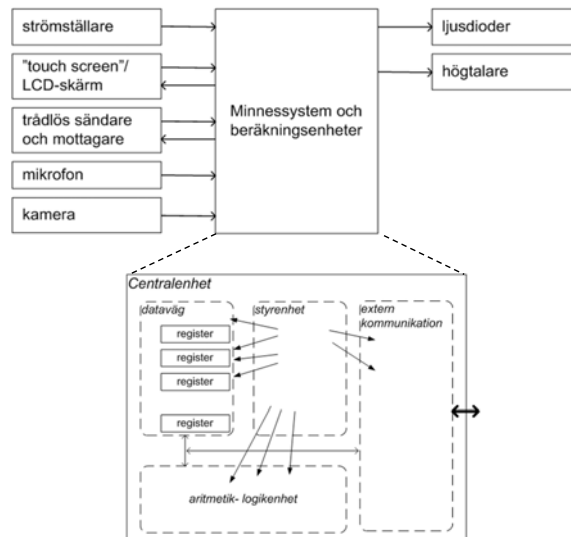 strömställare
"touch screen"/
LCD-skärm
trådlös sändare
och mottagare
mikrofon
kamera
Minnessystem och
beräkningsenheter
ljusdioder
högtalare
Centralenhet
dataväg
register
register
register
register
styrenhet
extern
kommunikation
aritmetik- logikenhet